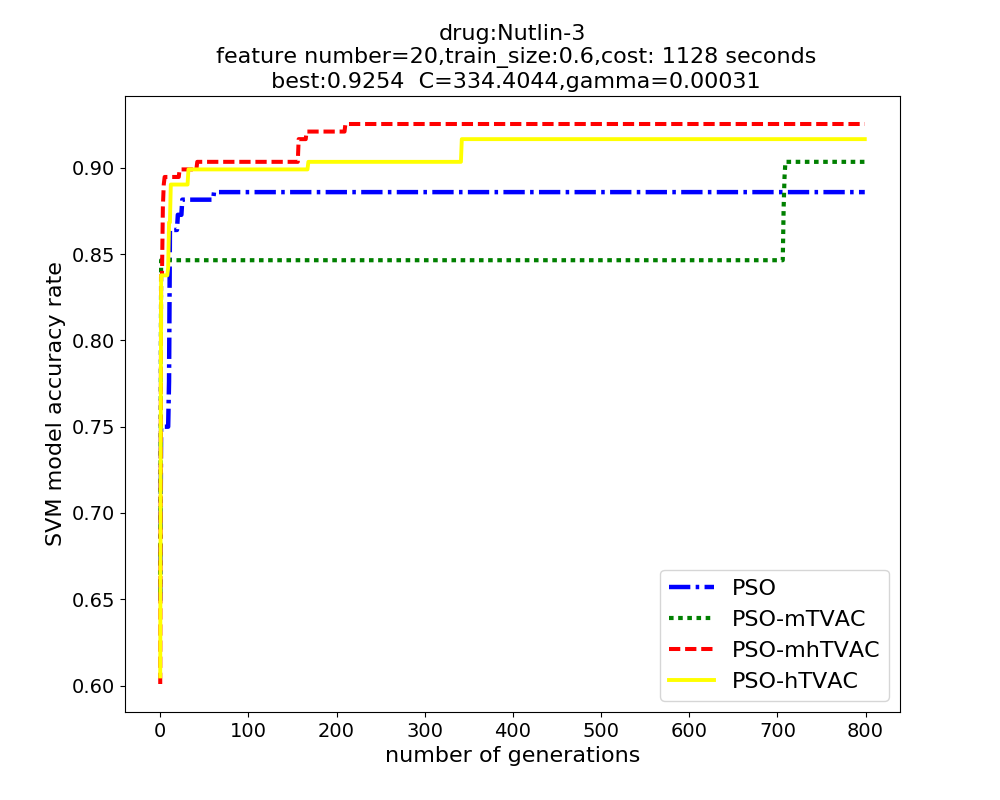 drug:Nutlin-3
feature number=20,train_size:0.6,cost: 1128 seconds
best:0.9254  C=334.4044,gamma=0.00031
SVM model accuracy rate
0.90
0.85
0.80
0.75
0.70
0.65
0.60
PSO
PSO-mTVAC
PSO-mhTVAC
PSO-hTVAC
0 100 200 300 400 500 600 700 800
number of generations